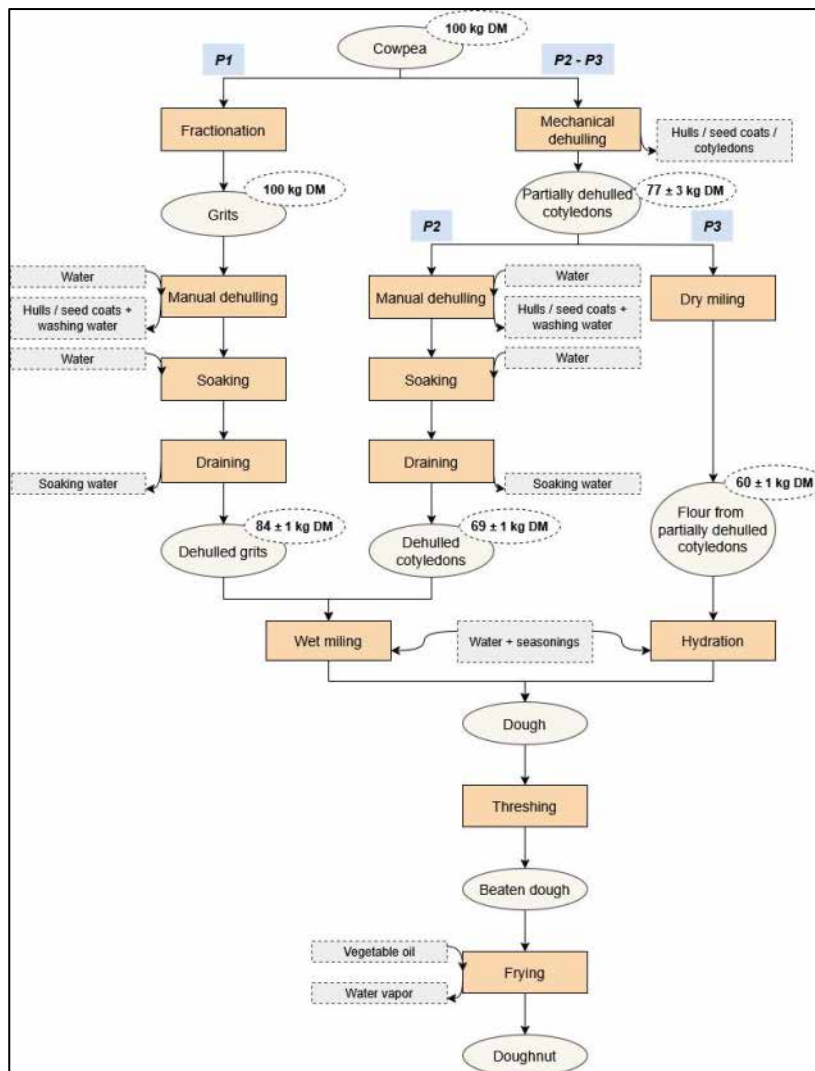 100 kg DM
Cowpea
P1
P2 - P3
Fractionation
Mechanical
dehulling
Hulls / seed coats /
cotyledons
100 kg DM
Grits
77 ± 3 kg DM
Partially dehulled
cotyledons
P2
P3
Water
Manual dehulling
Hulls / seed coats +
washing water
Water
Manual dehulling
Hulls / seed coats +
washing water
Dry miling
Water
Soaking
Soaking
Water
Draining
Soaking water
Draining
Soaking water
84 ± 1 kg DM
Dehulled grits
69 ± 1 kg DM
Dehulled
cotyledons
60 ± 1 kg DM
Flour from
partially dehulled
cotyledons
Wet miling
Water + seasonings
Hydration
Dough
Threshing
Beaten dough
Vegetable oil
Frying
Water vapor
Doughnut